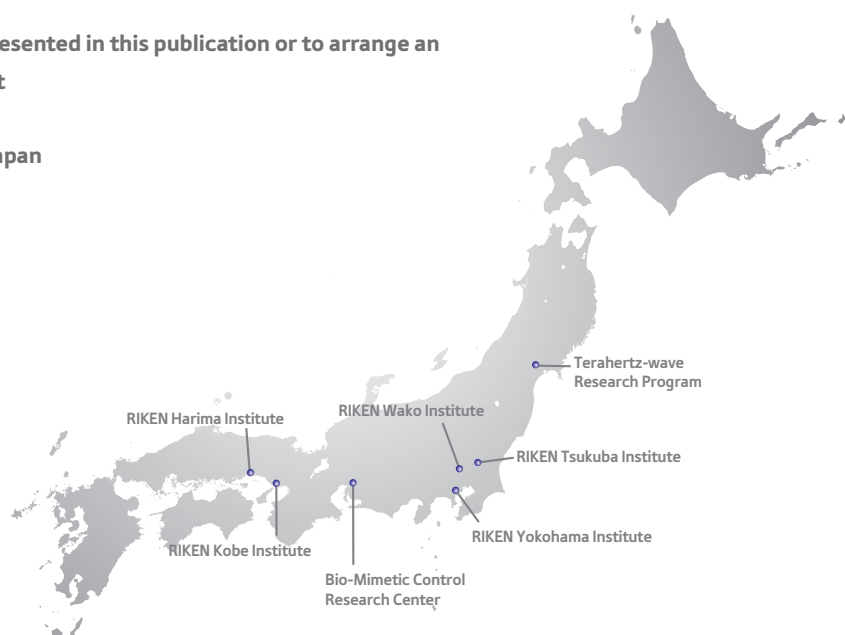 esented in this publication or to arrange an
t
apan
Terahertz-wave
Research Program
RIKEN Harima Institute
RIKEN Wako Institute
RIKEN Tsukuba Institute
RIKEN Yokohama Institute
RIKEN Kobe Institute
Bio-Mimetic Control
Research Center